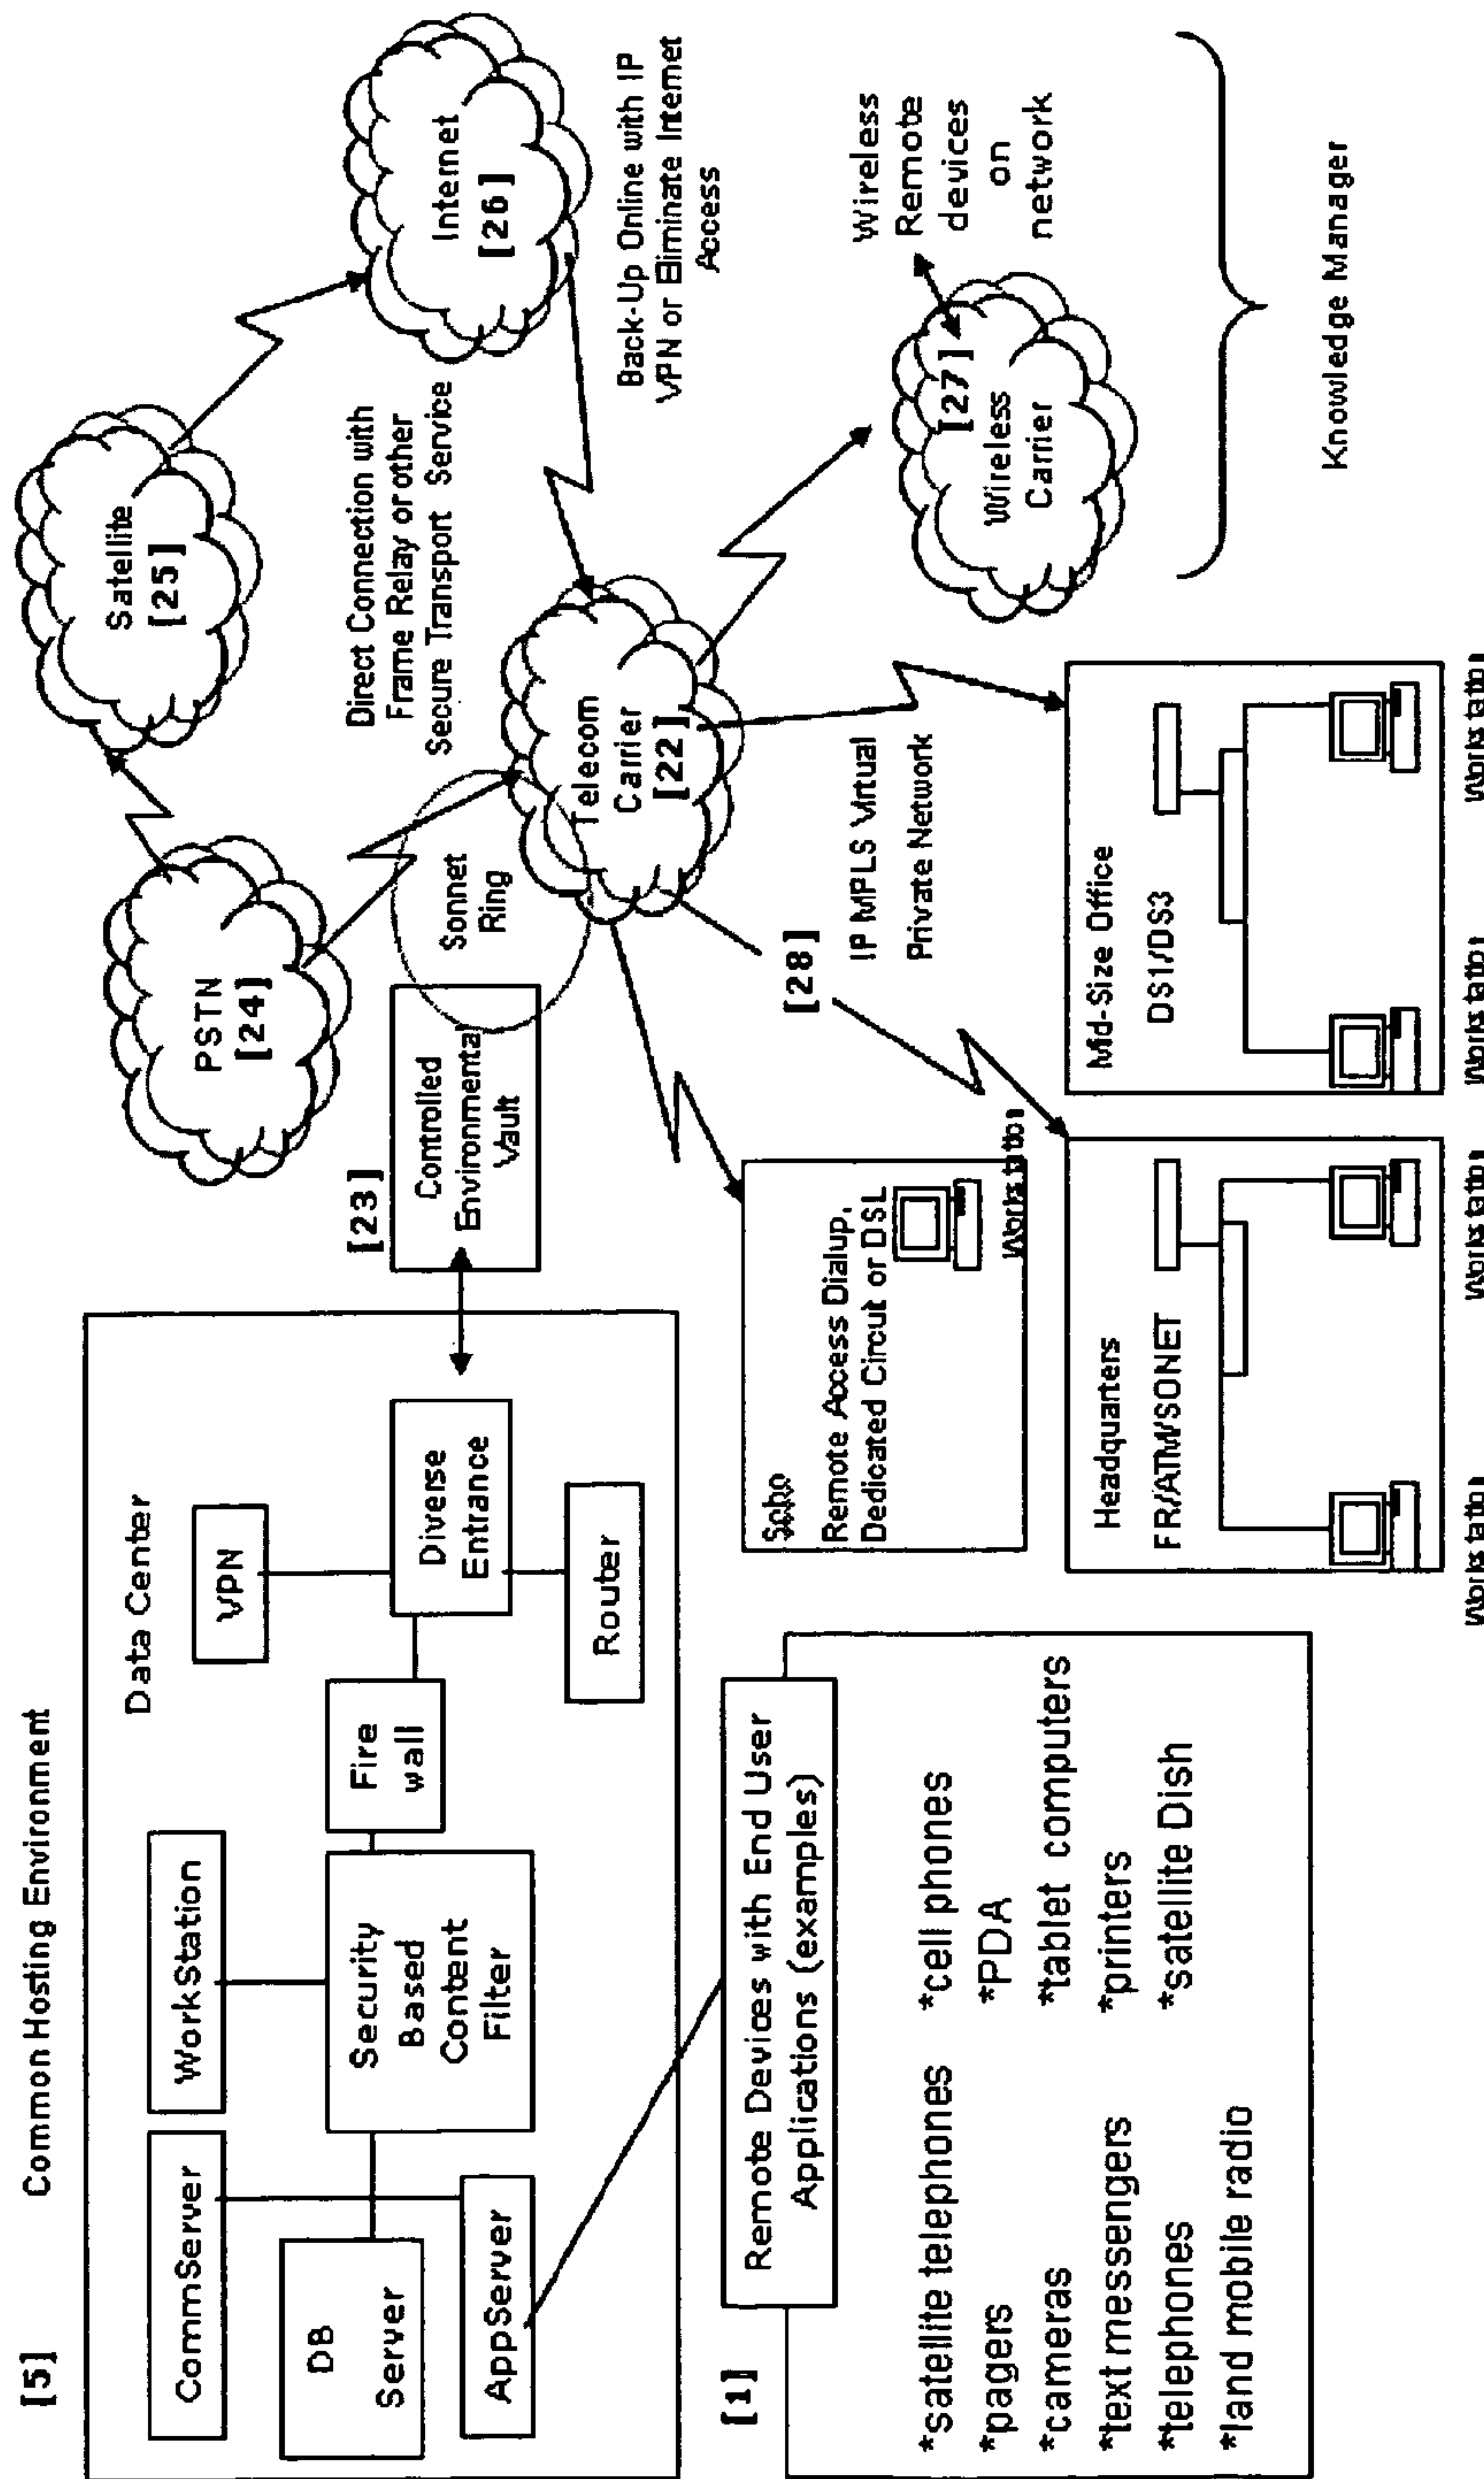 [5]
Common Hosting Environment
Data Center
CommServer
WorkStation
VPN
DB
Server
AppServer
Security
Based
Content
Filter
Fire
wall
Diverse
Entrance
Router
[23]
Controlled
Environmental
Vault
Sonnet
Ring
PSTN
[24]
Satellite
[25]
Internet
[26]
Direct Connection with
Frame Relay or other
Secure Transport Service
Back-Up Online with IP
VPN or Eliminate Internet
Access
Telecom
Carrier
[22]
[27]
Wireless
Carrier
Wireless
Remote
devices
on
network
[28]
IP MPLS Virtual
Private Network
Knowledge Manager
[1]
Remote Devices with End User
Applications (examples)
*satellite telephones
*cell phones
*pagers
*PDA
*cameras
*tablet computers
*text messengers
*printers
*telephones
*satellite Dish
*land mobile radio
Soho
Remote Access Dialup,
Dedicated Circut or DSL
Headquarters
FR/ATM/SONET
Mid-Size Office
DS1/DS3